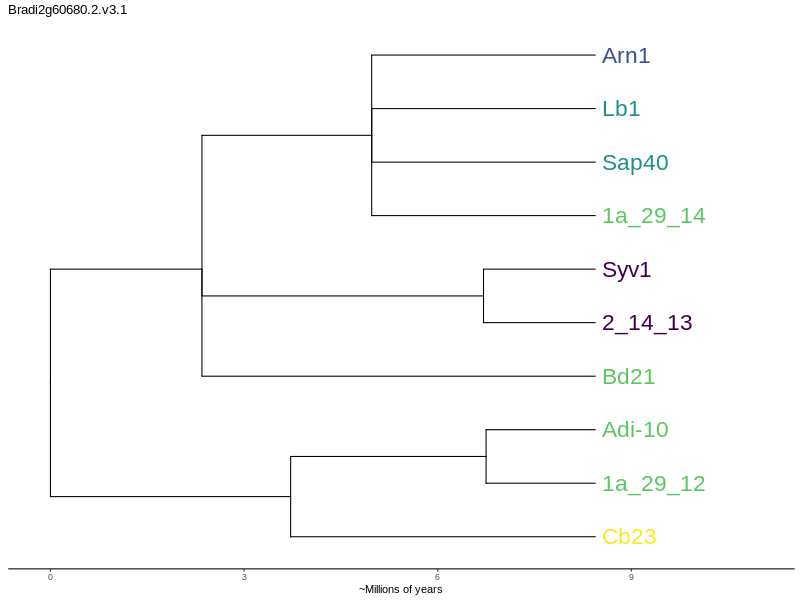 Bradi2g60680.2.v3.1
Arn1
Lb1
Sap40
1a_29_14
Syv1
2_14_13
Bd21
Adi-10
1a_29_12
Cb23
0 3 6 9
~Millions of years